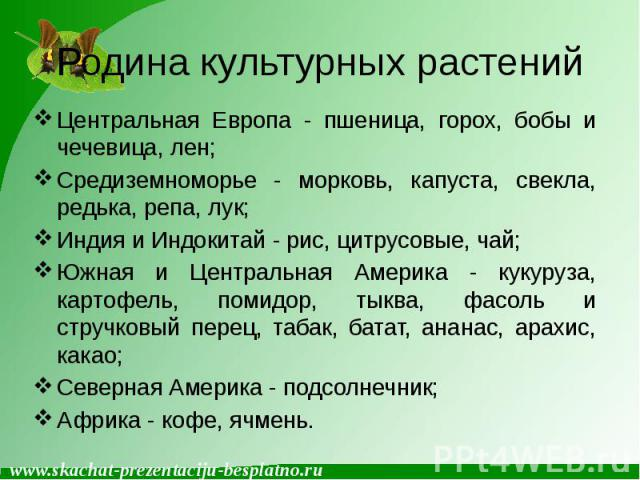 Родина культурных растений
Центральная Европа - пшеница, горох, бобы и
чечевица, лен;
Средиземноморье - морковь, капуста, свекла,
редька, репа, лук;
Индия и Индокитай - рис, цитрусовые, чай;
Южная и Центральная Америка - кукуруза,
картофель, помидор, тыква, фасоль и
стручковый перец, табак, батат, ананас, арахис,
какао;
Северная Америка - подсолнечник;
Африка - кофе, ячмень.
www.skachat-prezentaciju-besplatno.ru
PPt4WEB.ru